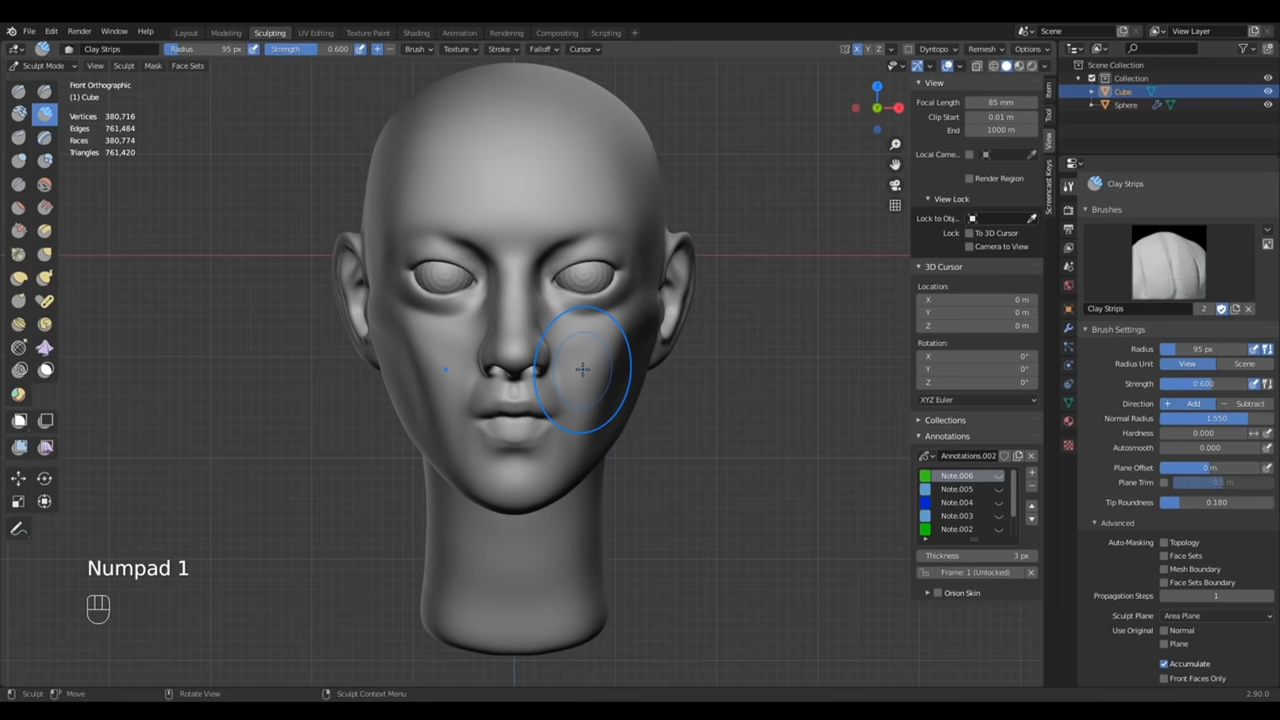 File Edit Render Window Help Layout Modeling Sculpting UV Editing Texture Paint Shading Animation Rendering Compositing Scripting + Scene View Layer
Clay Strips Radius 95 px Strength 0.600 Brush Texture Stroke Falloff Cursor X Y Z Dyntopo Remesh Options
Sculpt Mode View Sculpt Mask Face Sets
Front Orthographic
(1) Cube
Vertices 380,716
Edges 761,484
Faces 380,774
Triangles 761,420
Numpad 1
Z
Y
X
View
Focal Length 85 mm
Clip Start 0.01 m
End 1000 m
Local Came..
Render Region
View Lock
Lock to Obj..
Lock To 3D Cursor
Camera to View
3D Cursor
Location:
X 0 m
Y 0 m
Z 0 m
Rotation:
X 0°
Y 0°
Z 0°
XYZ Euler
Collections
Annotations
Annotations.002
Note.006
Note.005
Note.004
Note.003
Note.002
Thickness 3 px
Frame: 1 (Unlocked)
Onion Skin
Item
Tool
View
Screencast Keys
Scene Collection
Collection
Cube
Sphere
Clay Strips
Brushes
Clay Strips 2
Brush Settings
Radius 95 px
Radius Unit View Scene
Strength 0.600
Direction + Add − Subtract
Normal Radius 1.550
Hardness 0.000
Autosmooth 0.000
Plane Offset 0 m
Plane Trim 0.5 m
Tip Roundness 0.180
Advanced
Auto-Masking Topology
Face Sets
Mesh Boundary
Face Sets Boundary
Propagation Steps 1
Sculpt Plane Area Plane
Use Original Normal
Plane
Accumulate
Front Faces Only
Sculpt Move Rotate View Sculpt Context Menu 2.90.0